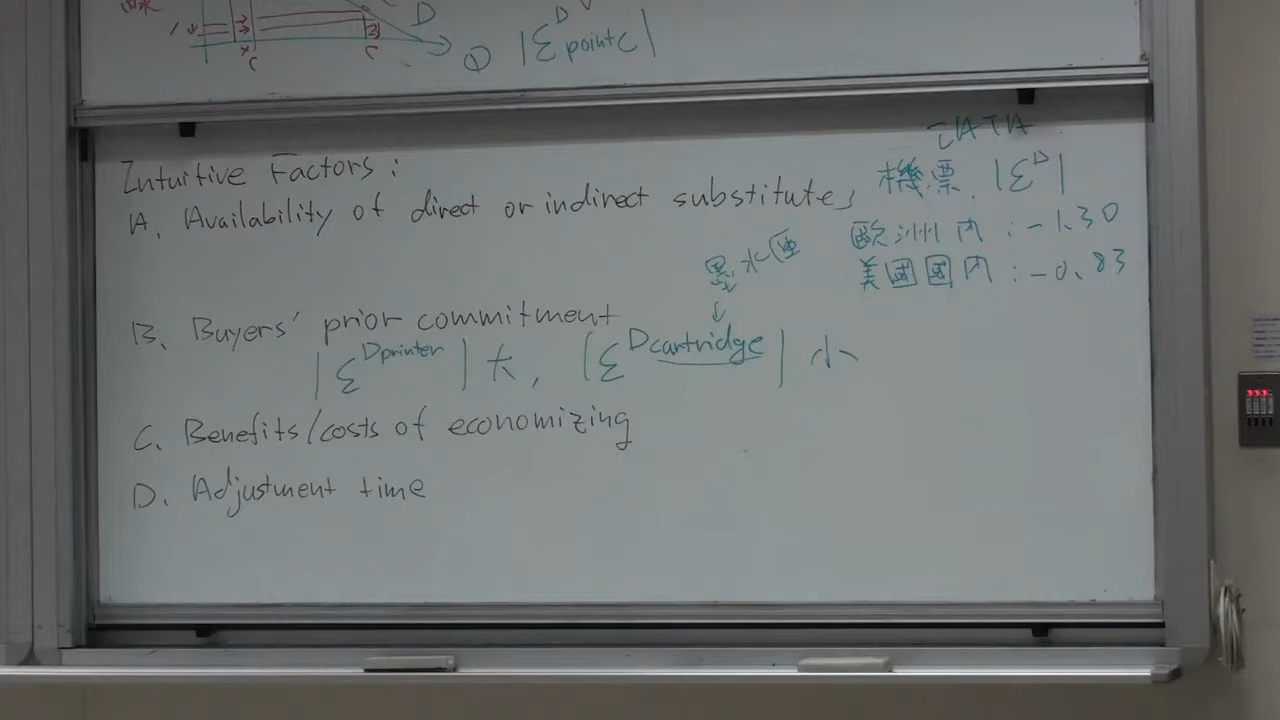 D
Q |Ɛ^D point C|
C
C
Intuitive Factors :
A. Availability of direct or indirect substitutes
B. Buyers' prior commitment
|Ɛ^Dprinter| 大, |Ɛ^Dcartridge| 小
C. Benefits/costs of economizing
D. Adjustment time
墨水匣
↓
IATA
機票. |Ɛ^D|
歐洲內 : -1.30
美國國內 : -0.83